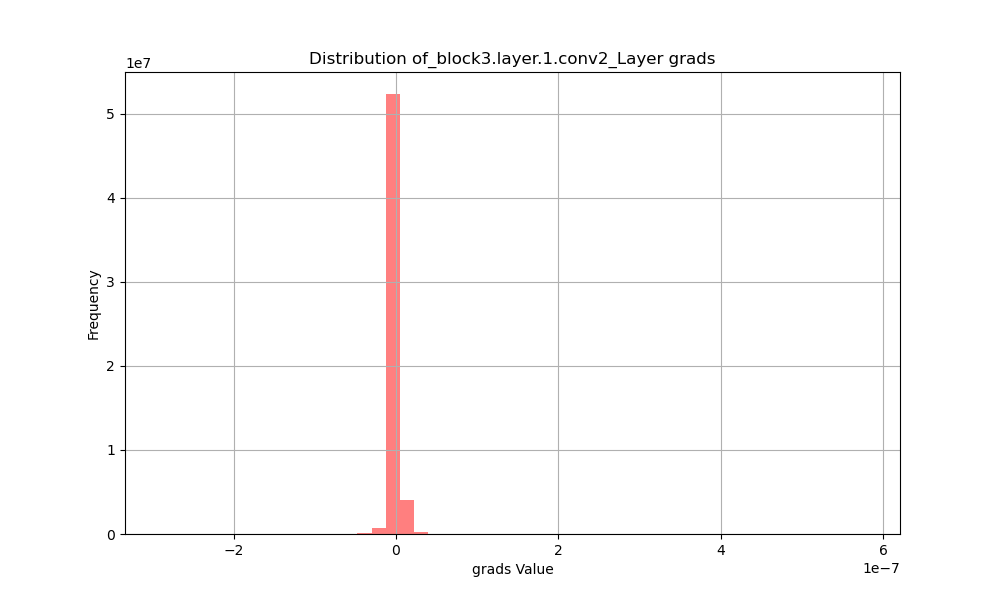 Distribution of_block3.layer.1.conv2_Layer grads
1e7
5
4
3
2
1
0
Frequency
−2 0 2 4 6
1e−7
grads Value